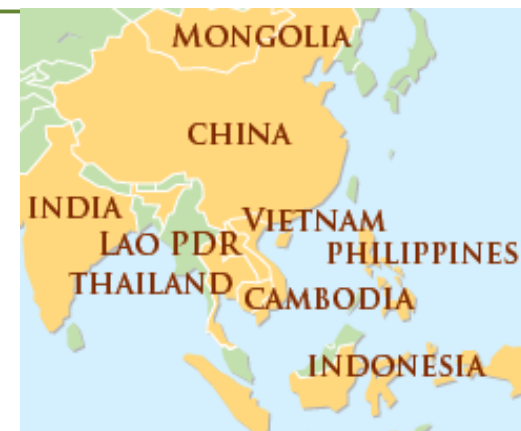 MONGOLIA
CHINA
INDIA
VIETNAM
LAO PDR
PHILIPPINES
THAILAND
CAMBODIA
INDONESIA